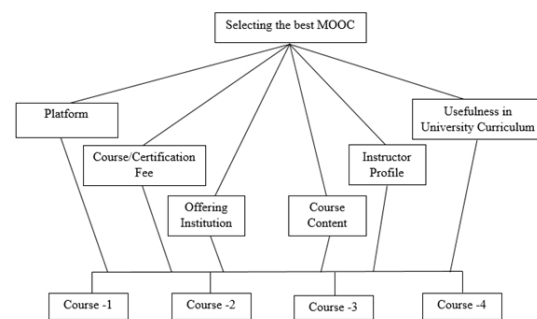 Selecting the best MOOC
Platform
Usefulness in
University Curriculum
Course/Certification
Fee
Instructor
Profile
Offering
Institution
Course
Content
Course -1
Course -2
Course -3
Course -4